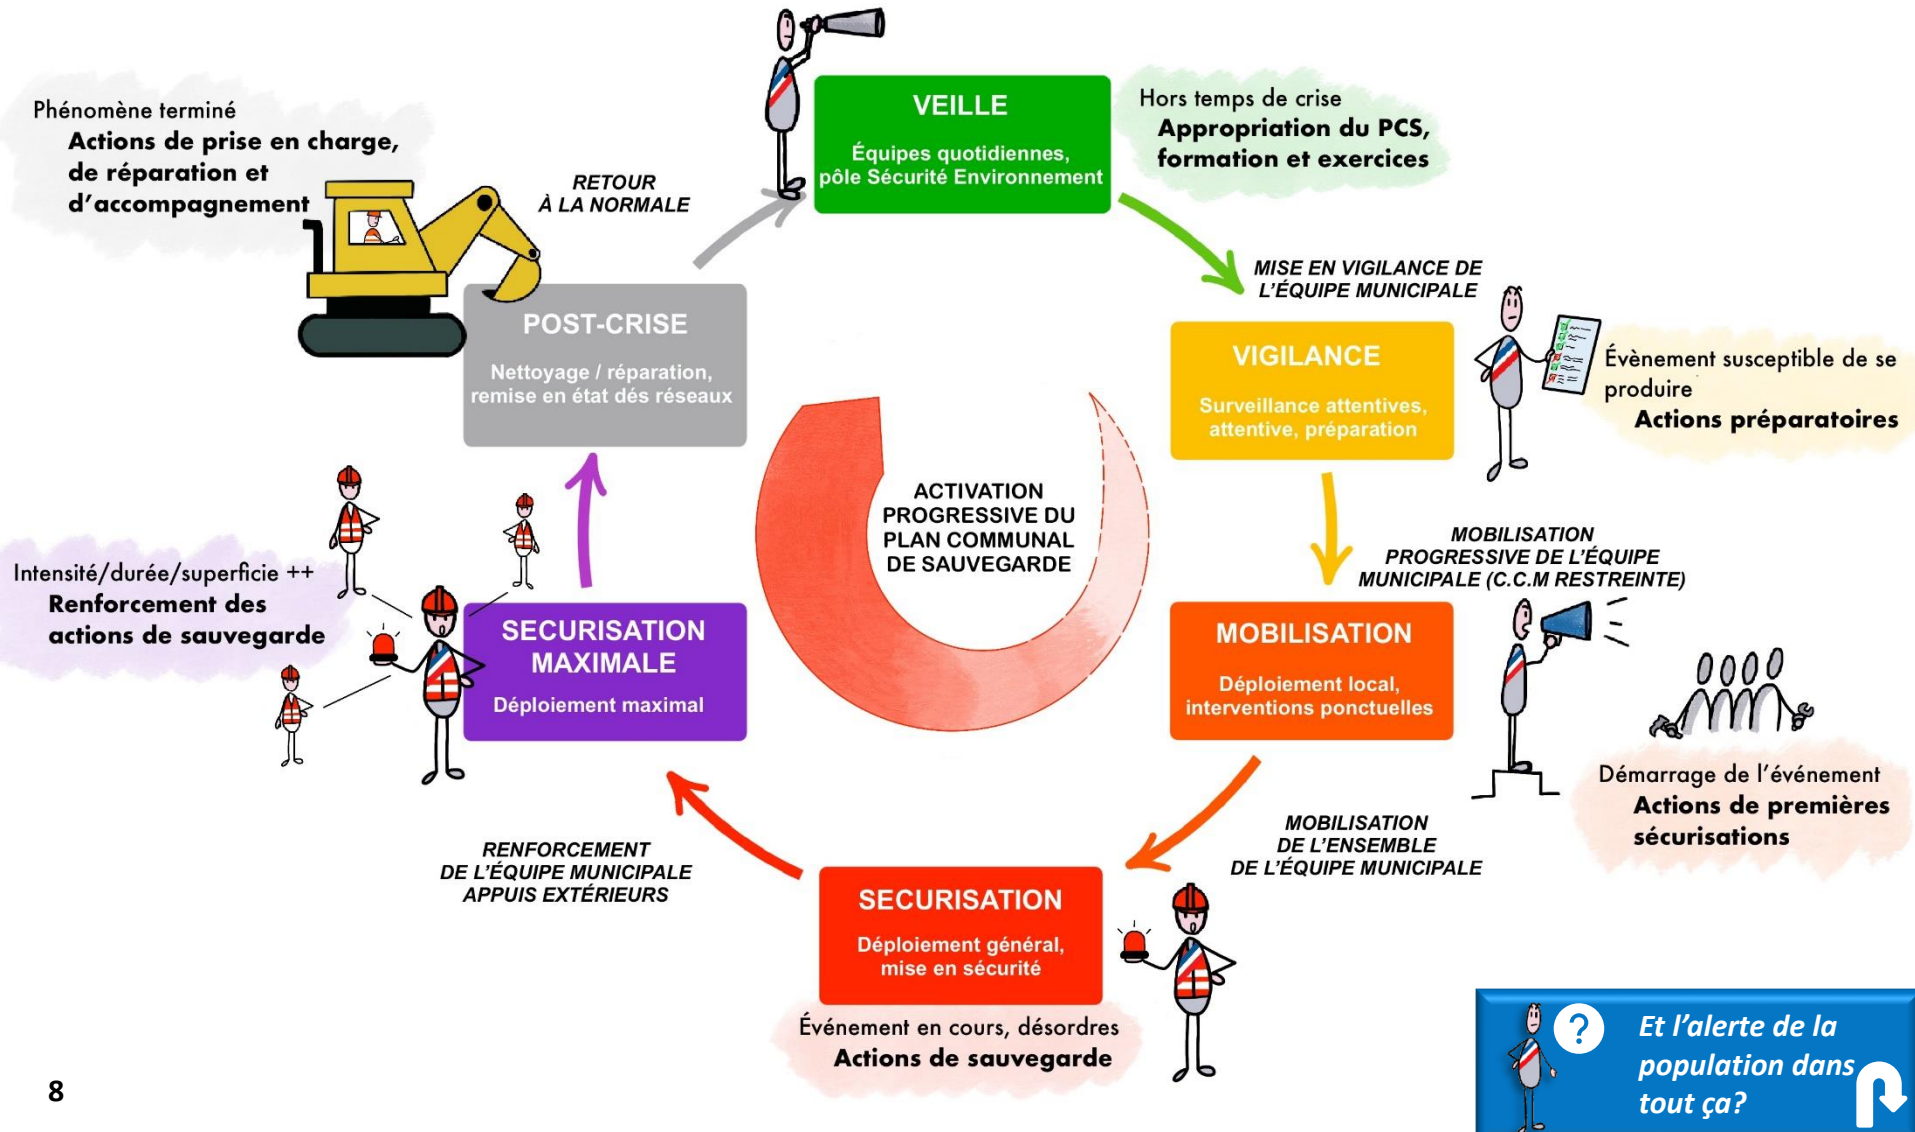 Phénomène terminé
Actions de prise en charge,
de réparation et
d'accompagnement
RETOUR
À LA NORMALE
VEILLE
Équipes quotidiennes,
pôle Sécurité Environnement
Hors temps de crise
Appropriation du PCS,
formation et exercices
MISE EN VIGILANCE DE
L'ÉQUIPE MUNICIPALE
VIGILANCE
Surveillance attentives,
attentive, préparation
Évènement susceptible de se
produire
Actions préparatoires
MOBILISATION
PROGRESSIVE DE L'ÉQUIPE
MUNICIPALE (C.C.M RESTREINTE)
MOBILISATION
Déploiement local,
interventions ponctuelles
Démarrage de l'événement
Actions de premières
sécurisations
MOBILISATION
DE L'ENSEMBLE
DE L'ÉQUIPE MUNICIPALE
SECURISATION
Déploiement général,
mise en sécurité
Événement en cours, désordres
Actions de sauvegarde
RENFORCEMENT
DE L'ÉQUIPE MUNICIPALE
APPUIS EXTÉRIEURS
SECURISATION
MAXIMALE
Déploiement maximal
Intensité/durée/superficie ++
Renforcement des
actions de sauvegarde
POST-CRISE
Nettoyage / réparation,
remise en état dés réseaux
ACTIVATION
PROGRESSIVE DU
PLAN COMMUNAL
DE SAUVEGARDE
?
Et l'alerte de la
population dans
tout ça?
8